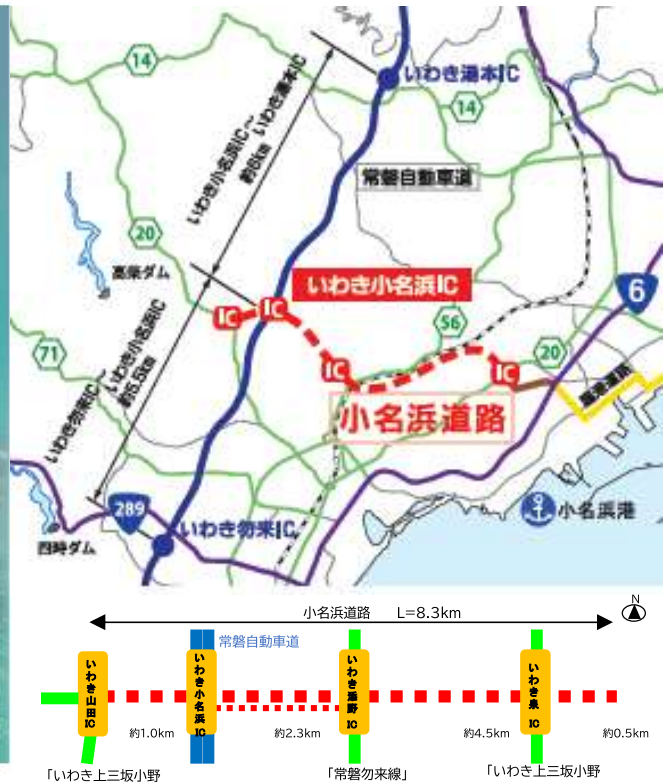 14
いわき湯本IC
14
いわき小名浜IC～
いわき湯本IC
約6km
常磐自動車道
20
高柴ダム
いわき小名浜IC
6
IC
IC
56
いわき勿来IC～
いわき小名浜IC
約5.5km
71
IC
20
IC
小名浜道路
289
いわき勿来IC
小名浜港
四時ダム
N
小名浜道路 L=8.3km
常磐自動車道
いわき山田IC
いわき小名浜IC
いわき添野IC
いわき泉IC
約1.0km
約2.3km
約4.5km
約0.5km
「いわき上三坂小野
「常磐勿来線」
「いわき上三坂小野